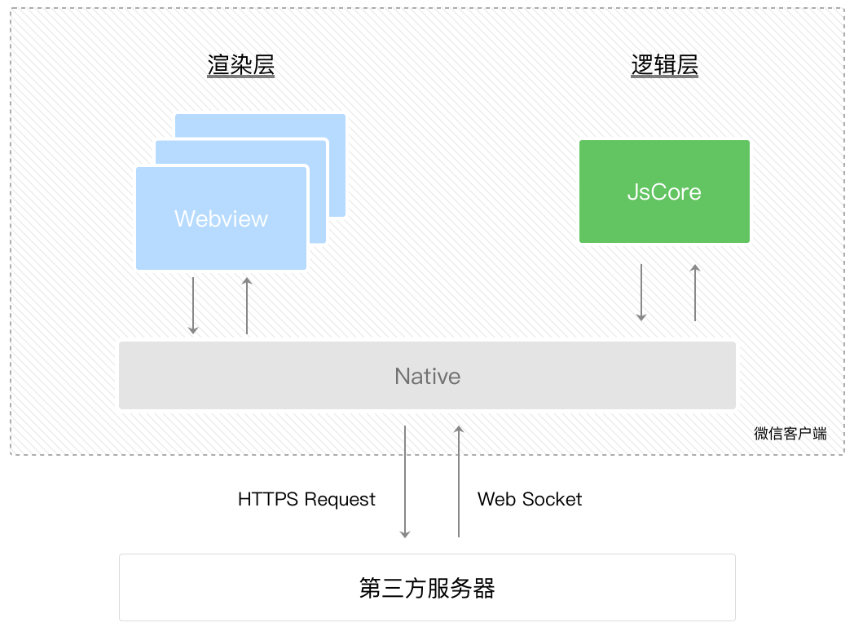 渲染层
逻辑层
Webview
JsCore
Native
微信客户端
HTTPS Request
Web Socket
第三方服务器